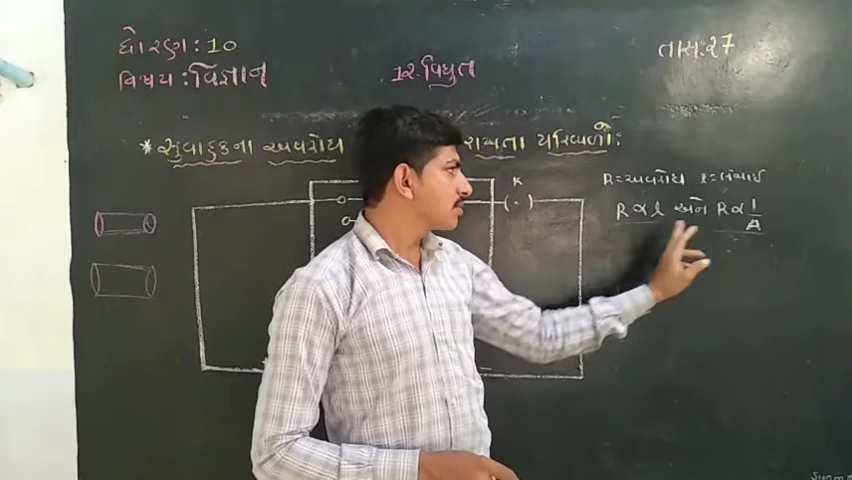 ધોરણ : 10
તાસ : 27
વિષય : વિજ્ઞાન
12. વિદ્યુત
* સુવાહકના અવરોધ રાખતા પરિબળો :
R = અવરોધ l = લંબાઈ
K
R α l અને R α 1/A